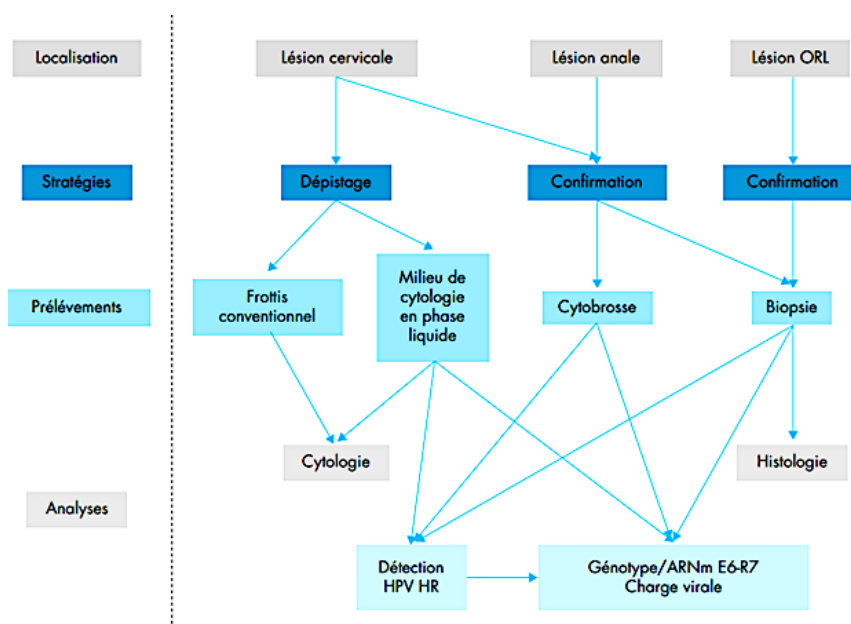 Localisation
Lésion cervicale
Lésion anale
Lésion ORL
Stratégies
Dépistage
Confirmation
Confirmation
Prélévements
Frottis
conventionnel
Milieu de
cytologie
en phase
liquide
Cytobrosse
Biopsie
Cytologie
Histologie
Analyses
Détection
HPV HR
Génotype/ARNm E6-R7
Charge virale